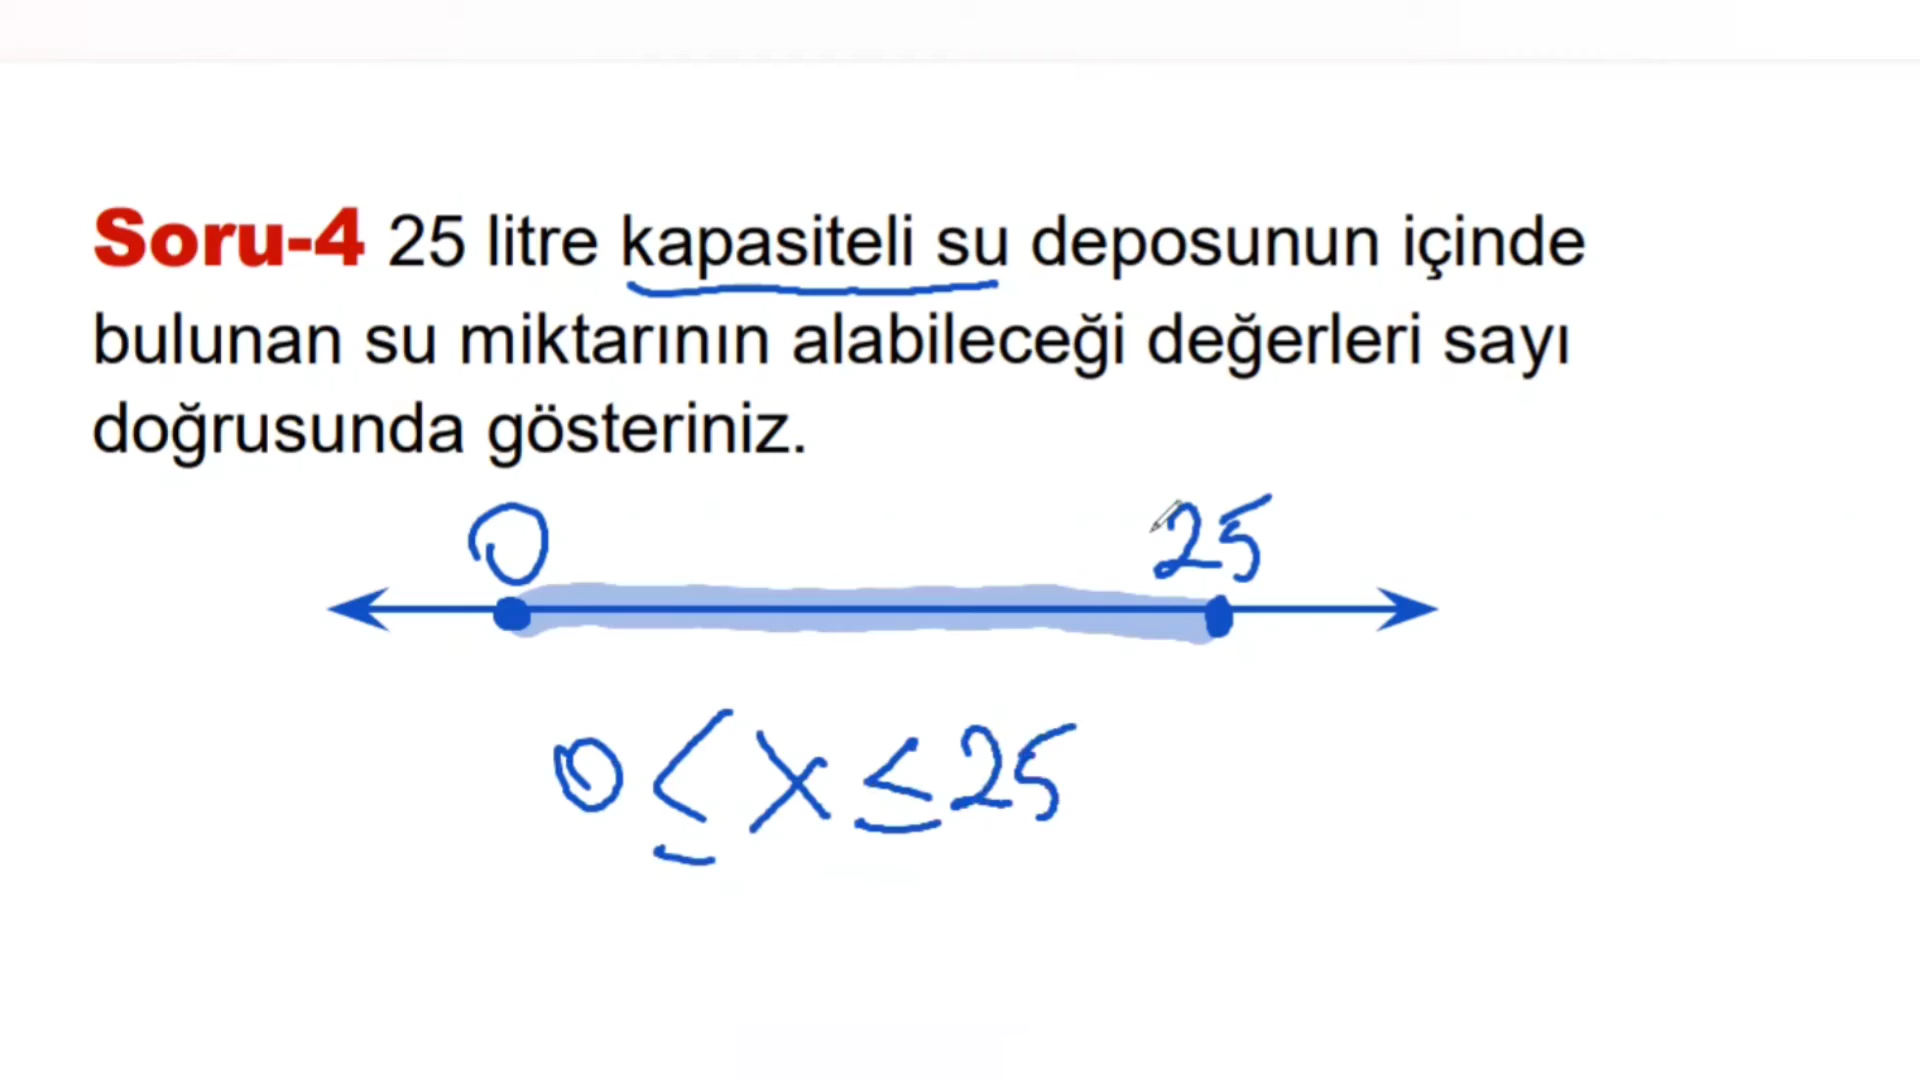 Soru-4 25 litre kapasiteli su deposunun içinde
bulunan su miktarının alabileceği değerleri sayı
doğrusunda gösteriniz.
0 25
0 ≤ x ≤ 25